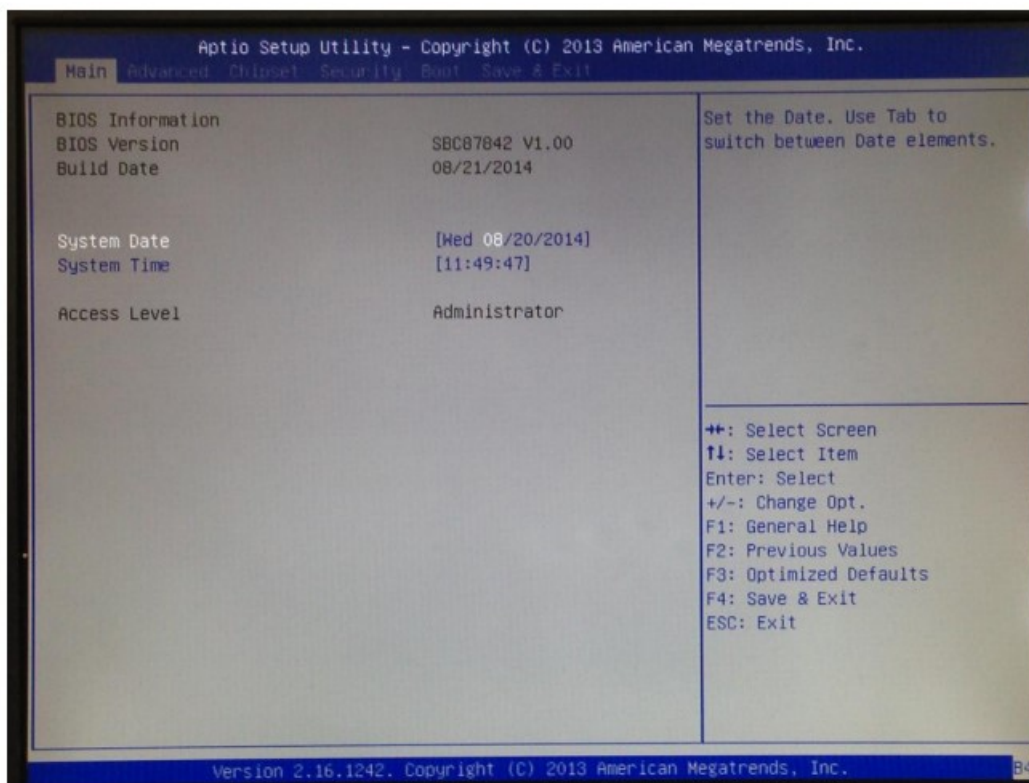 Aptio Setup Utility – Copyright (C) 2013 American Megatrends, Inc.
Main Advanced Chipset Security Boot Save & Exit
BIOS Information
BIOS Version SBC87842 V1.00
Build Date 08/21/2014
System Date [Wed 08/20/2014]
System Time [11:49:47]
Access Level Administrator
Set the Date. Use Tab to
switch between Date elements.
→←: Select Screen
↑↓: Select Item
Enter: Select
+/-: Change Opt.
F1: General Help
F2: Previous Values
F3: Optimized Defaults
F4: Save & Exit
ESC: Exit
Version 2.16.1242. Copyright (C) 2013 American Megatrends, Inc.